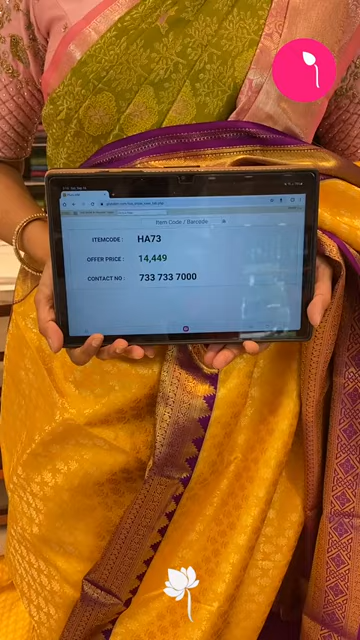 Item Code / Barcode
ITEMCODE : HA73
OFFER PRICE : 14,449
CONTACT NO : 733 733 7000